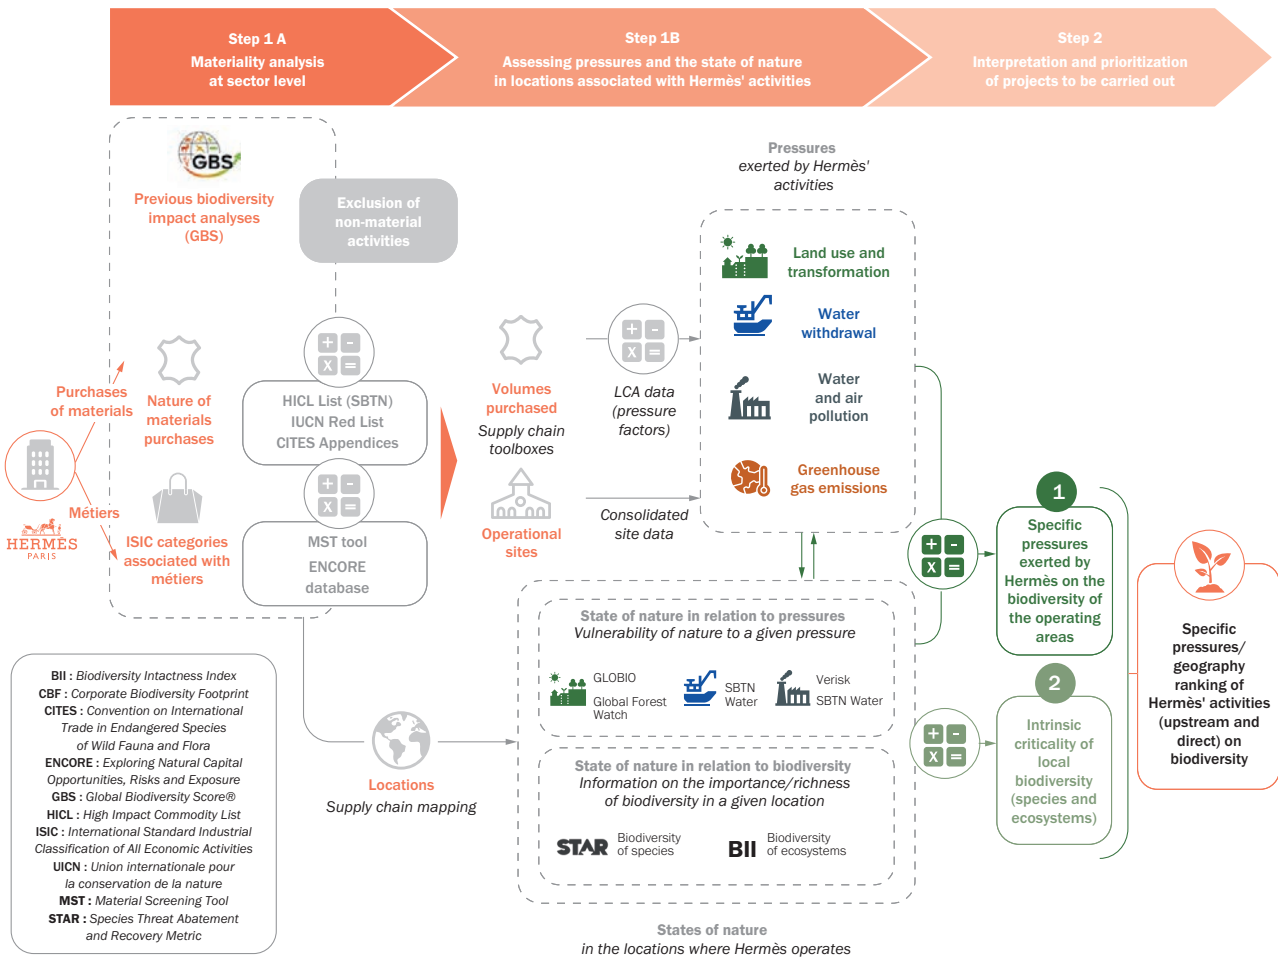 Step 1 A
Materiality analysis
at sector level
Step 1B
Assessing pressures and the state of nature
in locations associated with Hermès' activities
Step 2
Interpretation and prioritization
of projects to be carried out
GBS
Previous biodiversity
impact analyses
(GBS)
Exclusion of
non-material
activities
Purchases
of materials
Nature of
materials
purchases
HICL List (SBTN)
IUCN Red List
CITES Appendices
HERMÈS
PARIS
Métiers
ISIC categories
associated with
métiers
MST tool
ENCORE
database
Volumes
purchased
Supply chain
toolboxes
Operational
sites
LCA data
(pressure
factors)
Consolidated
site data
Pressures
exerted by Hermès'
activities
Land use and
transformation
Water
withdrawal
Water
and air
pollution
Greenhouse
gas emissions
State of nature in relation to pressures
Vulnerability of nature to a given pressure
GLOBIO
Global Forest
Watch
SBTN
Water
Verisk
SBTN Water
State of nature in relation to biodiversity
Information on the importance/richness
of biodiversity in a given location
STAR
Biodiversity
of species
BII
Biodiversity
of ecosystems
States of nature
in the locations where Hermès operates
Locations
Supply chain mapping
1
Specific
pressures
exerted by
Hermès on the
biodiversity of
the operating
areas
2
Intrinsic
criticality of
local
biodiversity
(species and
ecosystems)
Specific
pressures/
geography
ranking of
Hermès' activities
(upstream and
direct) on
biodiversity
BII : Biodiversity Intactness Index
CBF : Corporate Biodiversity Footprint
CITES : Convention on International
Trade in Endangered Species
of Wild Fauna and Flora
ENCORE : Exploring Natural Capital
Opportunities, Risks and Exposure
GBS : Global Biodiversity Score®
HICL : High Impact Commodity List
ISIC : International Standard Industrial
Classification of All Economic Activities
UICN : Union internationale pour
la conservation de la nature
MST : Material Screening Tool
STAR : Species Threat Abatement
and Recovery Metric